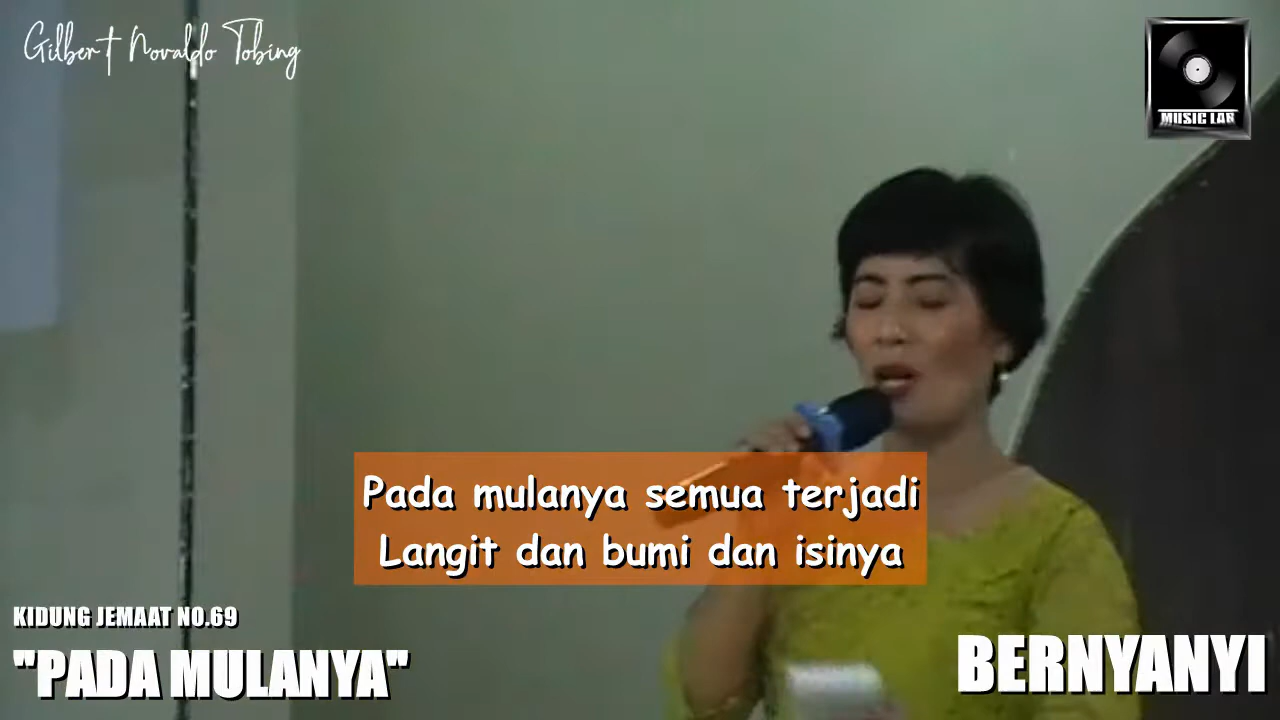 Gilbert Novaldo Tobing
MUSIC LAB
Pada mulanya semua terjadi
Langit dan bumi dan isinya
KIDUNG JEMAAT NO.69
"PADA MULANYA"
BERNYANYI